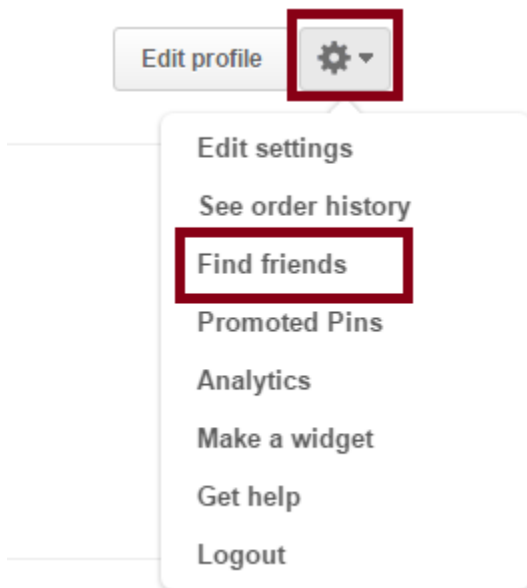 Edit profile
Edit settings
See order history
Find friends
Promoted Pins
Analytics
Make a widget
Get help
Logout